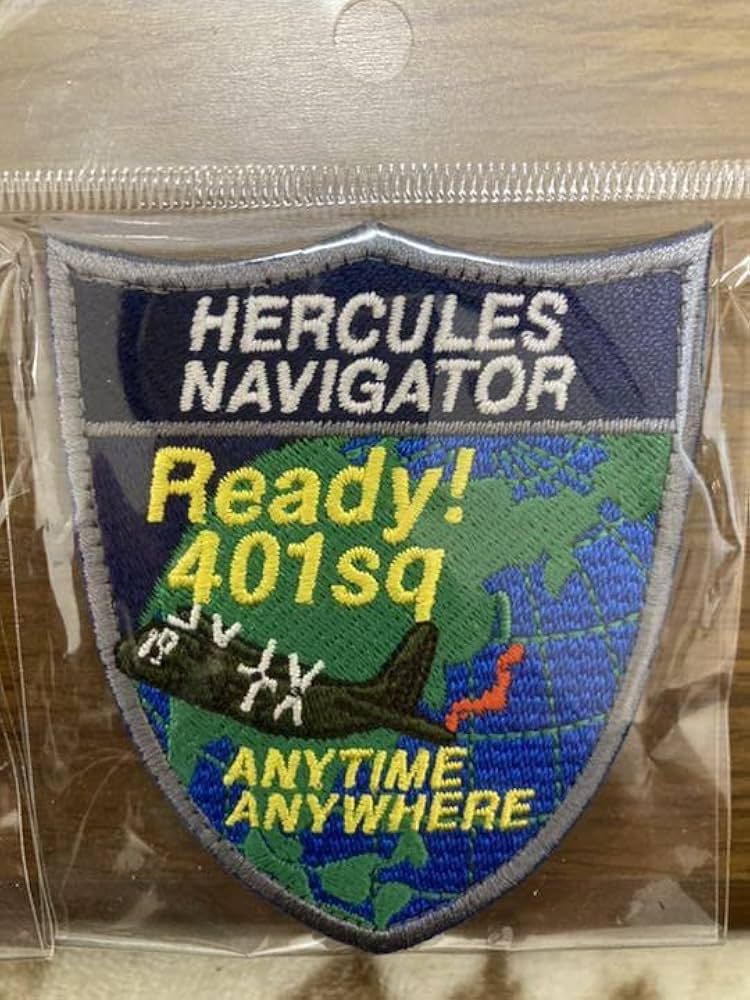 HERCULES
NAVIGATOR
Ready!
401sq
ANYTIME
ANYWHERE